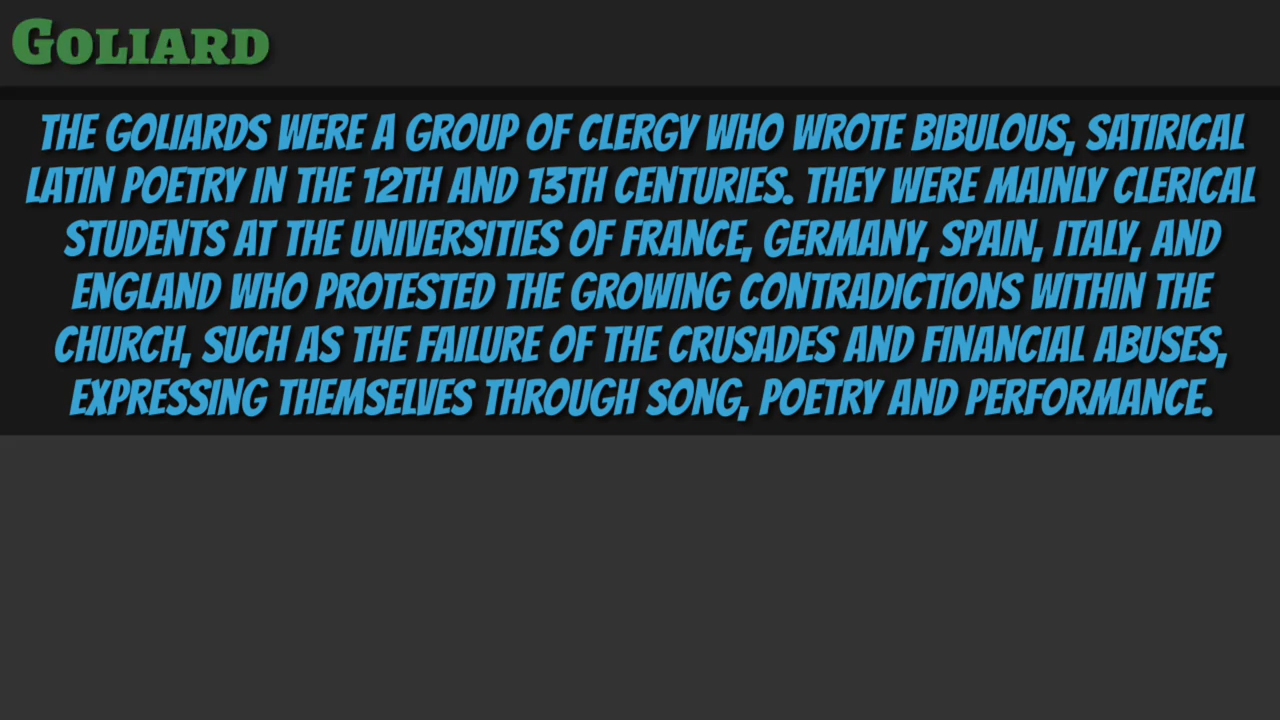 Goliard
THE GOLIARDS WERE A GROUP OF CLERGY WHO WROTE BIBULOUS, SATIRICAL
LATIN POETRY IN THE 12TH AND 13TH CENTURIES. THEY WERE MAINLY CLERICAL
STUDENTS AT THE UNIVERSITIES OF FRANCE, GERMANY, SPAIN, ITALY, AND
ENGLAND WHO PROTESTED THE GROWING CONTRADICTIONS WITHIN THE
CHURCH, SUCH AS THE FAILURE OF THE CRUSADES AND FINANCIAL ABUSES,
EXPRESSING THEMSELVES THROUGH SONG, POETRY AND PERFORMANCE.